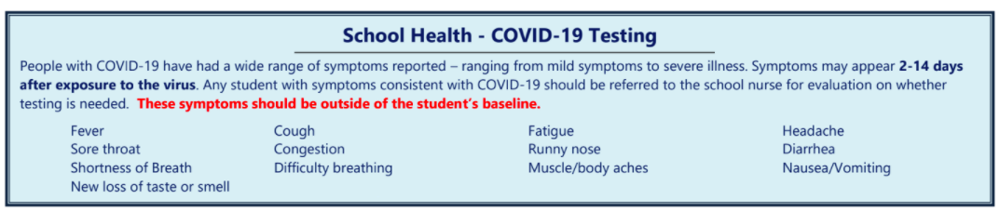 School Health - COVID-19 Testing
People with COVID-19 have had a wide range of symptoms reported – ranging from mild symptoms to severe illness. Symptoms may appear 2-14 days
after exposure to the virus. Any student with symptoms consistent with COVID-19 should be referred to the school nurse for evaluation on whether
testing is needed. These symptoms should be outside of the student's baseline.
Fever Cough Fatigue Headache
Sore throat Congestion Runny nose Diarrhea
Shortness of Breath Difficulty breathing Muscle/body aches Nausea/Vomiting
New loss of taste or smell